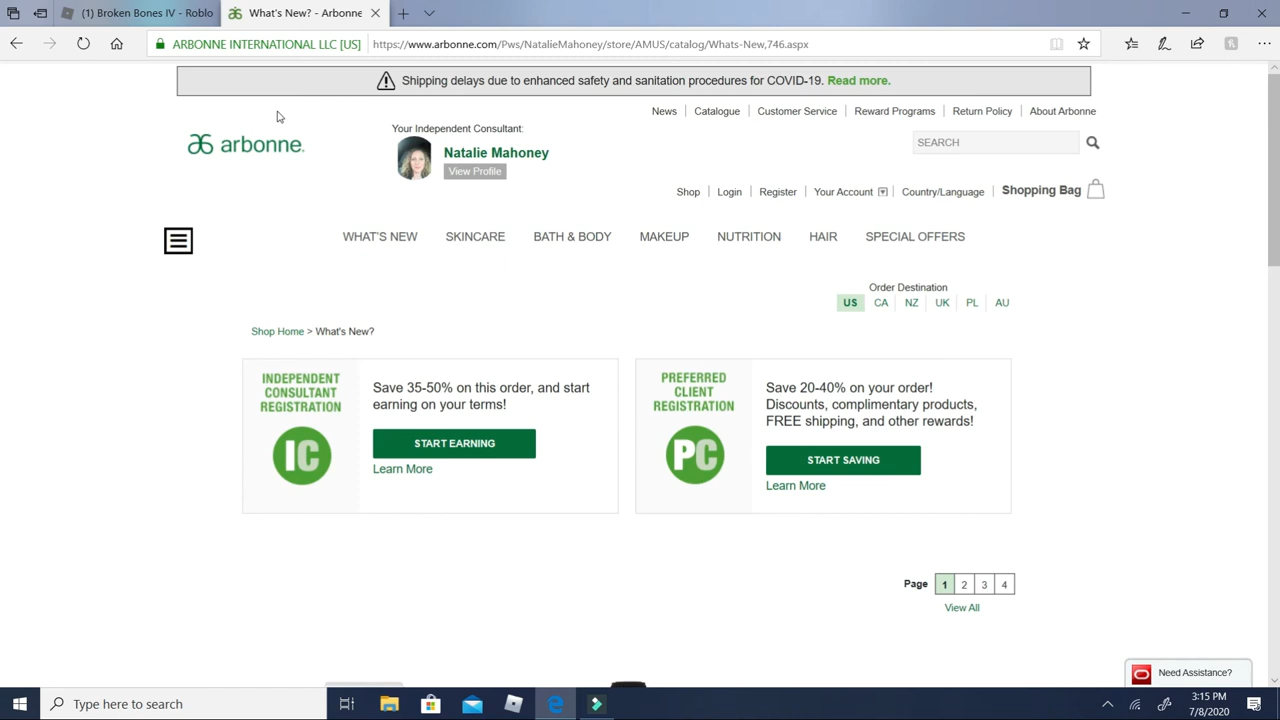 (1) Broken Bones IV - Roblo
What's New? - Arbonne
ARBONNE INTERNATIONAL LLC [US]
https://www.arbonne.com/Pws/NatalieMahoney/store/AMUS/catalog/Whats-New,746.aspx
Shipping delays due to enhanced safety and sanitation procedures for COVID-19. Read more.
News
Catalogue
Customer Service
Reward Programs
Return Policy
About Arbonne
arbonne.
Your Independent Consultant:
Natalie Mahoney
View Profile
SEARCH
Shop
Login
Register
Your Account
Country/Language
Shopping Bag
WHAT'S NEW
SKINCARE
BATH & BODY
MAKEUP
NUTRITION
HAIR
SPECIAL OFFERS
Order Destination
US
CA
NZ
UK
PL
AU
Shop Home > What's New?
INDEPENDENT
CONSULTANT
REGISTRATION
IC
Save 35-50% on this order, and start
earning on your terms!
START EARNING
Learn More
PREFERRED
CLIENT
REGISTRATION
PC
Save 20-40% on your order!
Discounts, complimentary products,
FREE shipping, and other rewards!
START SAVING
Learn More
Page
1
2
3
4
View All
Need Assistance?
Type here to search
3:15 PM
7/8/2020